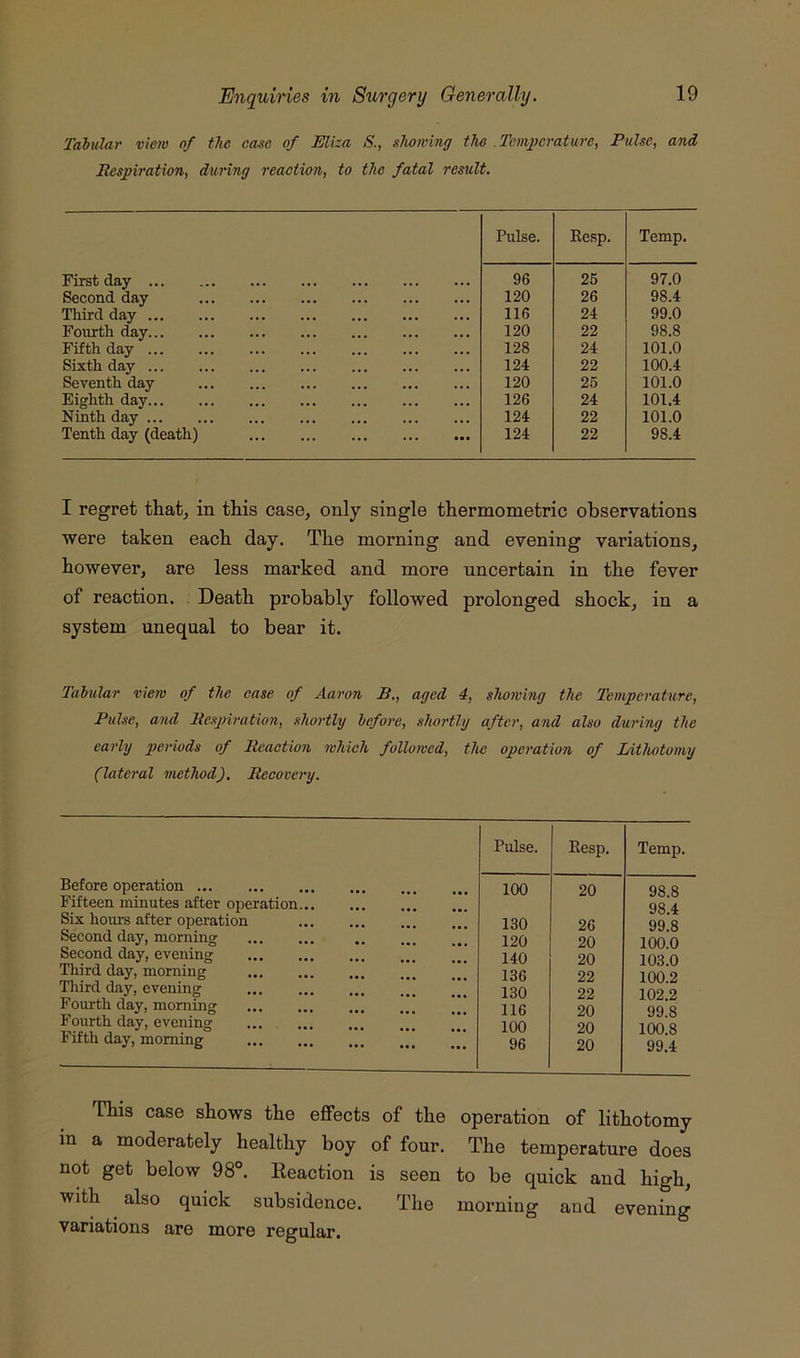 Enquiries in Surgery Generally. 19
Tabular view of the case of Eliza S., showing the Temperature, Pulse, and
Respiration, during reaction, to the fatal result.
Pulse. Resp. Temp.
First day ... ... ... ... ... ... ... 96 25 97.0
Second day ... ... ... ... ... ... 120 26 98.4
Third day ... ... ... ... ... ... ... 116 24 99.0
Fourth day... ... ... ... ... ... ... 120 22 98.8
Fifth day ... ... ... ... ... ... ... 128 24 101.0
Sixth day ... ... ... ... ... ... ... 124 22 100.4
Seventh day ... ... ... ... ... ... 120 25 101.0
Eighth day... ... ... ... ... ... ... 126 24 101.4
Ninth day ... ... ... ... ... ... ... 124 22 101.0
Tenth day (death) ... ... ... ... ... 124 22 98.4
I regret that, in this case, only single thermometric observations
were taken each day. The morning and evening variations,
however, are less marked and more uncertain in the fever
of reaction. Death probably followed prolonged shock, in a
system unequal to bear it.
Tabular view of the case of Aaron B., aged 4, showing the Temperature,
Pulse, and Respiration, shortly before, shortly after, and also during the
early periods of Reaction which followed, the operation of Lithotomy
(lateral method). Recovery.
Pulse. Resp. Temp.
Before operation ... ... ... ... ... ... 100 20 98.8
Fifteen minutes after operation... ... ... ... 98.4
Six hours after operation ... ... ... ... 130 26 99.8
Second day, morning ... ... .. ... ... 120 20 100.0
Second day, evening ... ... ... ... ... 140 20 103.0
Third day, morning ... ... ... ... ... 136 22 100.2
Third day, evening ... ... ... ... ... 130 22 102.2
Fourth day, morning ... ... ... ... ... 116 20 99.8
Fourth day, evening ... ... ... ... ... 100 20 100.8
Fifth day, morning ... ... ... ... ... 96 20 99.4
This case shows the effects of the operation of lithotomy
in a moderately healthy boy of four. The temperature does
not get below 98°. Reaction is seen to be quick and high,
with also quick subsidence. The morning and evening
variations are more regular.